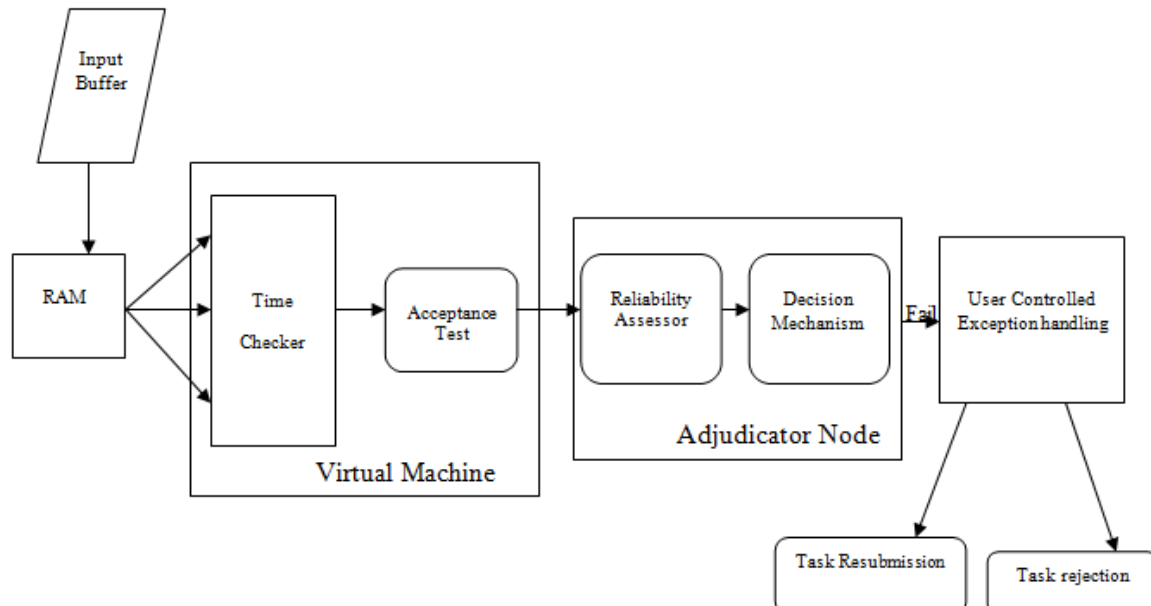 Input
Buffer
RAM
Time
Checker
Acceptance
Test
Virtual Machine
Reliability
Assessor
Decision
Mechanism
Adjudicator Node
Fail
User Controlled
Exception handling
Task Resubmission
Task rejection